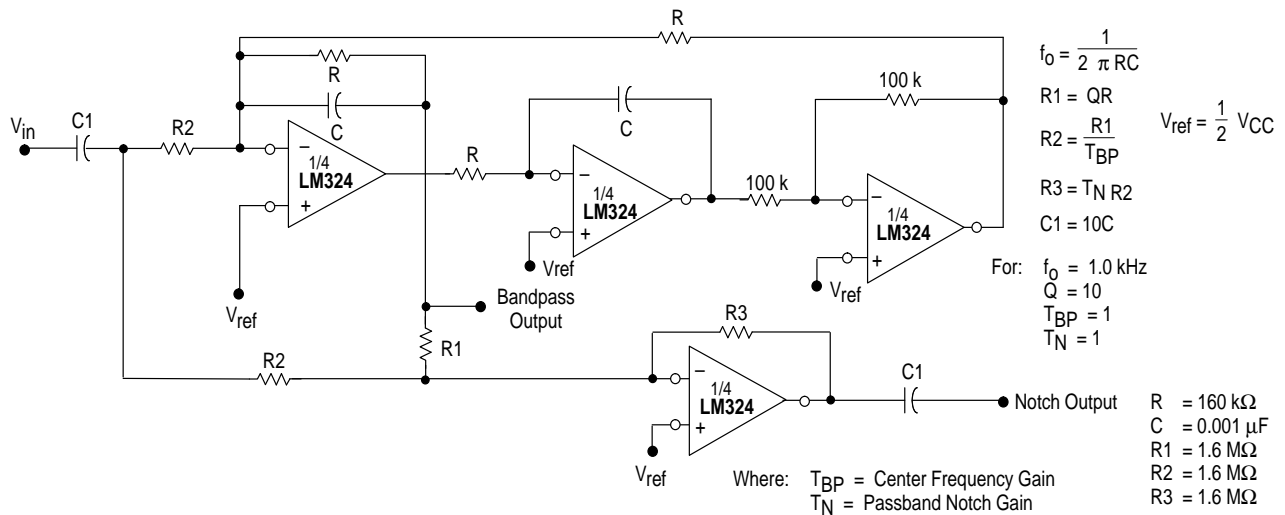 R
R
C
V_in
C1
R2
1/4
LM324
V_ref
R
C
1/4
LM324
Vref
100 k
100 k
1/4
LM324
V_ref
Bandpass
Output
R1
R2
R3
1/4
LM324
V_ref
C1
Notch Output
f_o = 1 / 2 π RC
R1 = QR
R2 = R1 / T_BP
R3 = T_N R2
C1 = 10C
V_ref = 1/2 V_CC
For: f_o = 1.0 kHz
Q = 10
T_BP = 1
T_N = 1
R = 160 kΩ
C = 0.001 μF
R1 = 1.6 MΩ
R2 = 1.6 MΩ
R3 = 1.6 MΩ
Where: T_BP = Center Frequency Gain
T_N = Passband Notch Gain